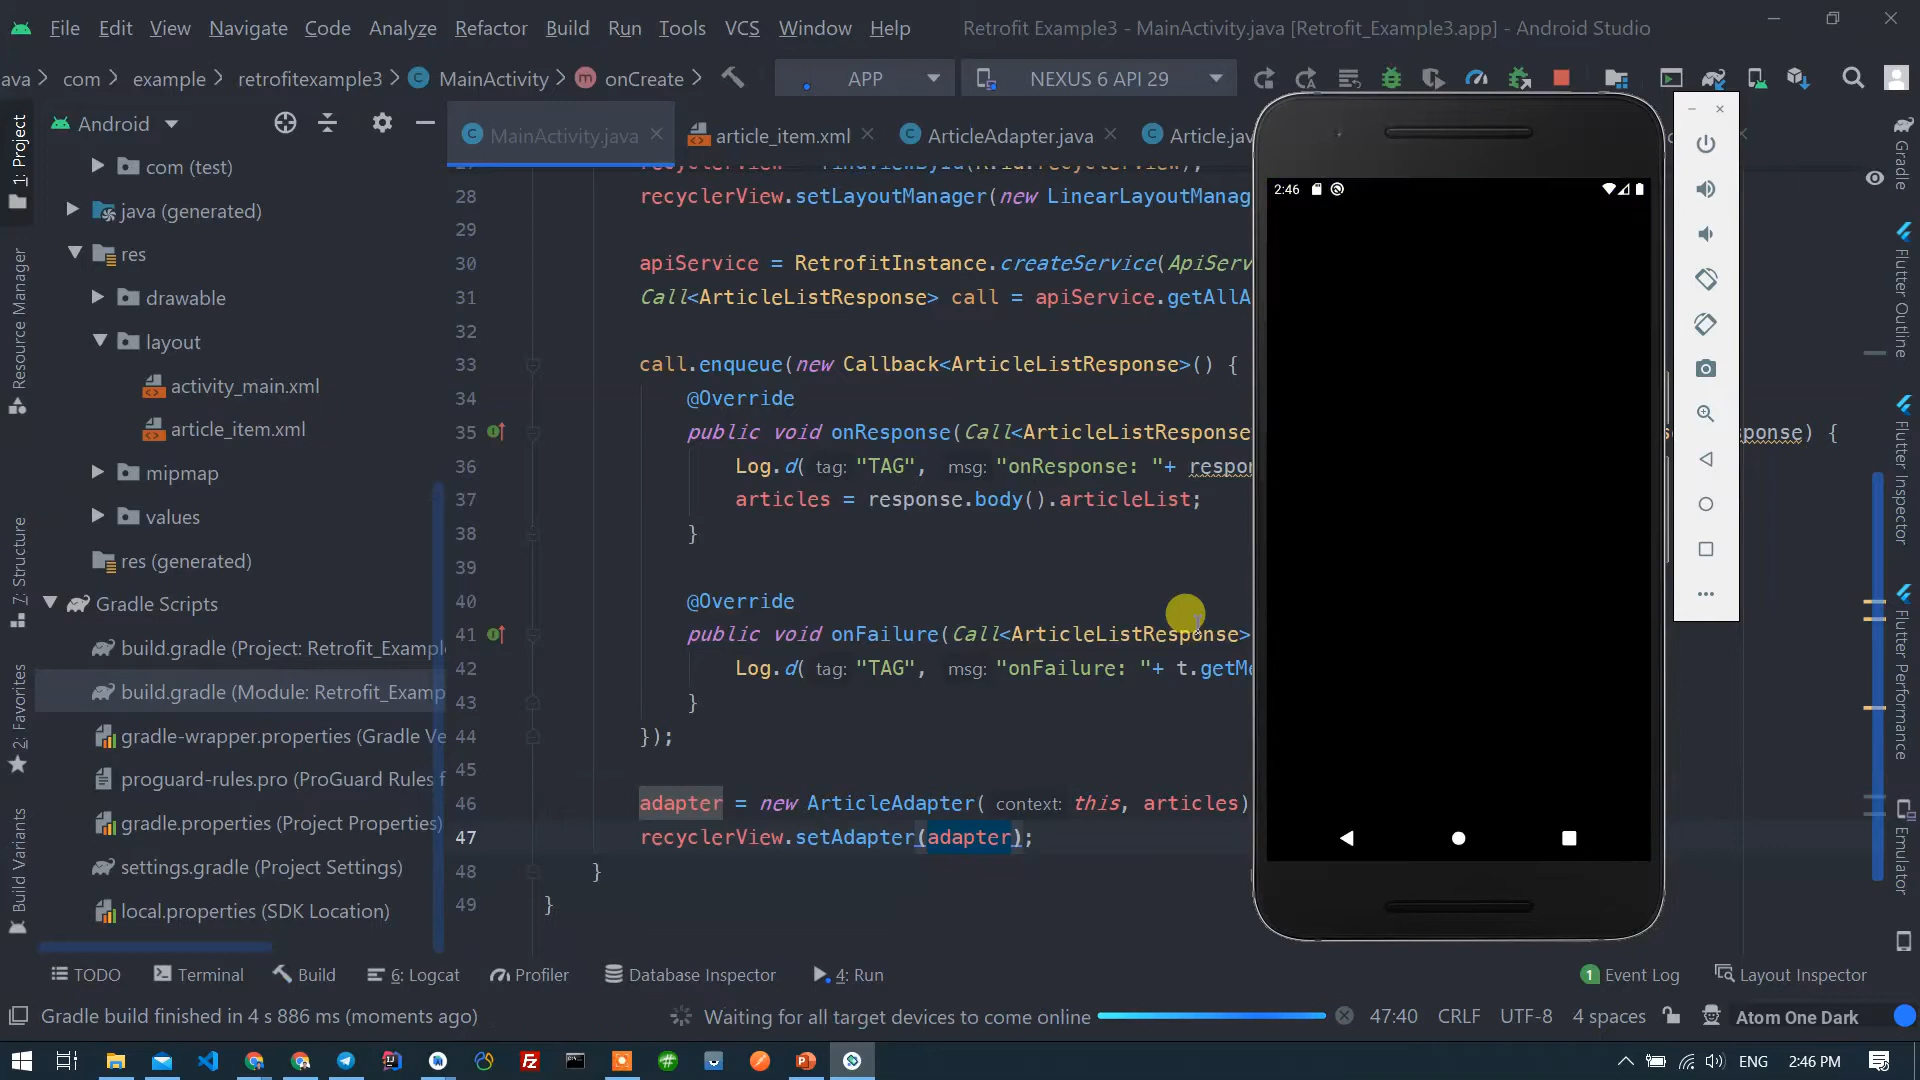 File Edit View Navigate Code Analyze Refactor Build Run Tools VCS Window Help Retrofit Example3 - MainActivity.java [Retrofit_Example3.app] - Android Studio
ava com example retrofitexample3 MainActivity onCreate APP NEXUS 6 API 29
Android
MainActivity.java article_item.xml ArticleAdapter.java Article.jav
com (test)
java (generated)
res
drawable
layout
activity_main.xml
article_item.xml
mipmap
values
res (generated)
Gradle Scripts
build.gradle (Project: Retrofit_Exampl
build.gradle (Module: Retrofit_Examp
gradle-wrapper.properties (Gradle Ve
proguard-rules.pro (ProGuard Rules f
gradle.properties (Project Properties)
settings.gradle (Project Settings)
local.properties (SDK Location)
1: Project
Resource Manager
Z: Structure
2: Favorites
Build Variants
28 recyclerView.setLayoutManager(new LinearLayoutManag
29
30 apiService = RetrofitInstance.createService(ApiServ
31 Call<ArticleListResponse> call = apiService.getAllA
32
33 call.enqueue(new Callback<ArticleListResponse>() {
34 @Override
35 public void onResponse(Call<ArticleListResponse ponse) {
36 Log.d( tag: "TAG", msg: "onResponse: "+ respon
37 articles = response.body().articleList;
38 }
39
40 @Override
41 public void onFailure(Call<ArticleListResponse>
42 Log.d( tag: "TAG", msg: "onFailure: "+ t.getMe
43 }
44 });
45
46 adapter = new ArticleAdapter( context: this, articles)
47 recyclerView.setAdapter(adapter);
48 }
49 }
2:46
Gradle
Flutter Outline
Flutter Inspector
Flutter Performance
Emulator
TODO Terminal Build 6: Logcat Profiler Database Inspector 4: Run 1 Event Log Layout Inspector
Gradle build finished in 4 s 886 ms (moments ago) Waiting for all target devices to come online 47:40 CRLF UTF-8 4 spaces Atom One Dark
ENG 2:46 PM